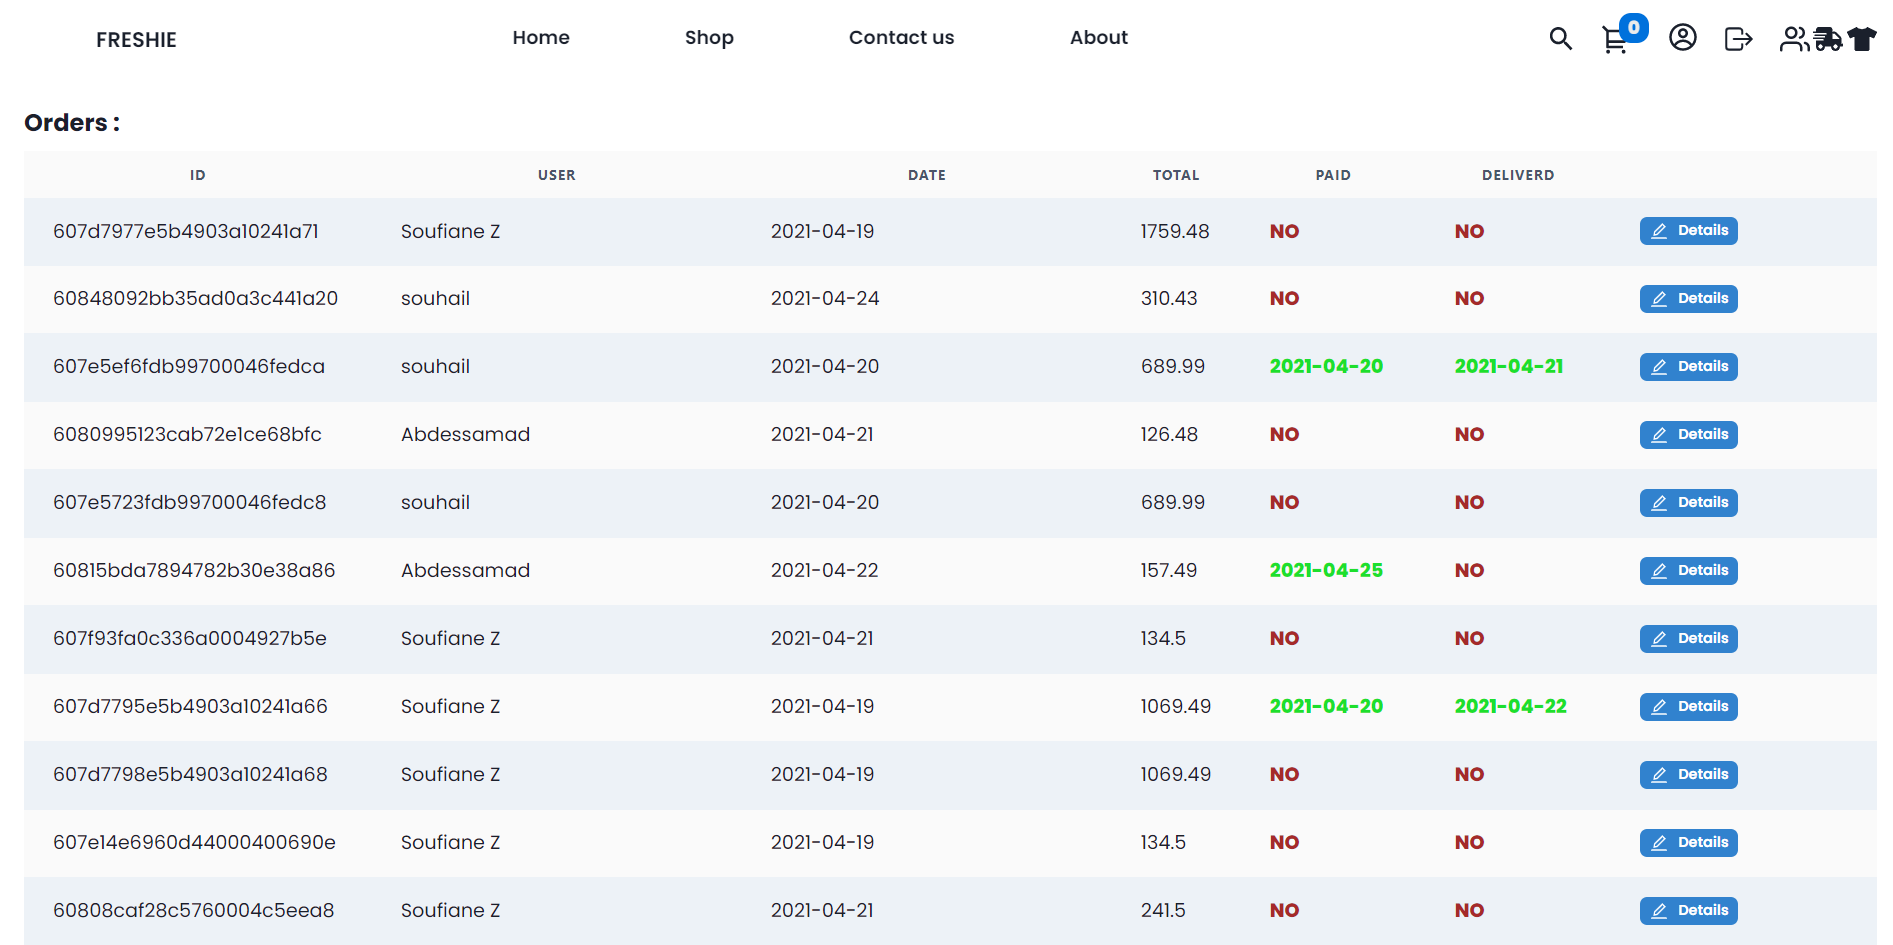 FRESHIE Home Shop Contact us About 0
Orders :
ID USER DATE TOTAL PAID DELIVERD
607d7977e5b4903a10241a71 Soufiane Z 2021-04-19 1759.48 NO NO Details
60848092bb35ad0a3c441a20 souhail 2021-04-24 310.43 NO NO Details
607e5ef6fdb99700046fedca souhail 2021-04-20 689.99 2021-04-20 2021-04-21 Details
6080995123cab72e1ce68bfc Abdessamad 2021-04-21 126.48 NO NO Details
607e5723fdb99700046fedc8 souhail 2021-04-20 689.99 NO NO Details
60815bda7894782b30e38a86 Abdessamad 2021-04-22 157.49 2021-04-25 NO Details
607f93fa0c336a0004927b5e Soufiane Z 2021-04-21 134.5 NO NO Details
607d7795e5b4903a10241a66 Soufiane Z 2021-04-19 1069.49 2021-04-20 2021-04-22 Details
607d7798e5b4903a10241a68 Soufiane Z 2021-04-19 1069.49 NO NO Details
607e14e6960d44000400690e Soufiane Z 2021-04-19 134.5 NO NO Details
60808caf28c5760004c5eea8 Soufiane Z 2021-04-21 241.5 NO NO Details